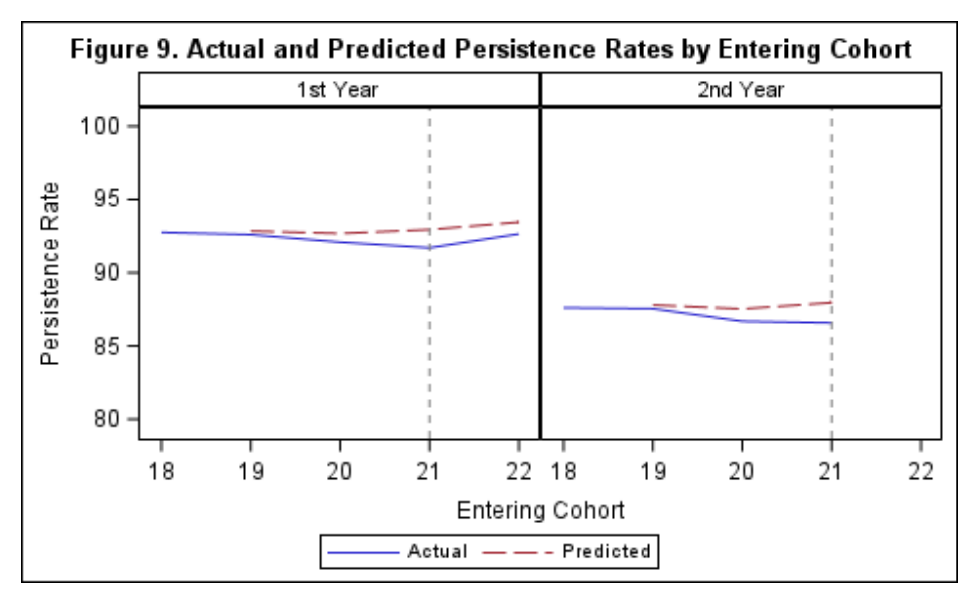 Figure 9. Actual and Predicted Persistence Rates by Entering Cohort
1st Year
2nd Year
Persistence Rate
100
95
90
85
80
18 19 20 21 22
18 19 20 21 22
Entering Cohort
Actual
Predicted